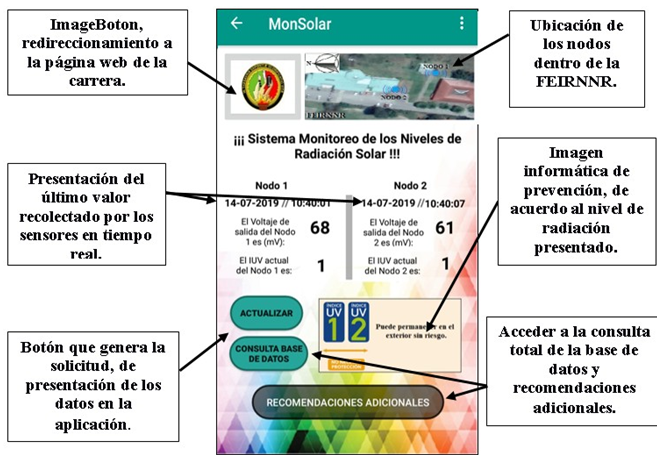 ImageBoton,
redireccionamiento a
la página web de la
carrera.
MonSolar
Ubicación de
los nodos
dentro de la
FEIRNNR.
NODO 1
NODO 2
FEIRNNR
¡¡¡ Sistema Monitoreo de los Niveles de
Radiación Solar !!!
Presentación del
último valor
recolectado por los
sensores en tiempo
real.
Nodo 1
14-07-2019 // 10:40:01
El Voltaje de
salida del Nodo
1 es (mV):
68
El IUV actual
del Nodo 1 es:
1
Nodo 2
14-07-2019 //10:40:07
El Voltaje de
salida del Nodo
2 es (mV):
61
El IUV actual
del Nodo 2 es:
1
Imagen
informática de
prevención, de
acuerdo al nivel de
radiación
presentado.
ACTUALIZAR
CONSULTA BASE
DE DATOS
ÍNDICE
UV
1
ÍNDICE
UV
2
Puede permanecer en el
exterior sin riesgo.
PROTECCIÓN
RECOMENDACIONES ADICIONALES
Botón que genera la
solicitud, de
presentación de los
datos en la
aplicación.
Acceder a la consulta
total de la base de
datos y
recomendaciones
adicionales.